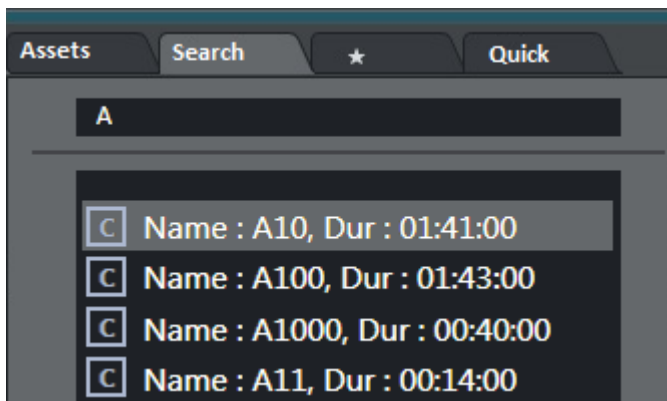 Assets Search ★ Quick
A
C Name : A10, Dur : 01:41:00
C Name : A100, Dur : 01:43:00
C Name : A1000, Dur : 00:40:00
C Name : A11, Dur : 00:14:00